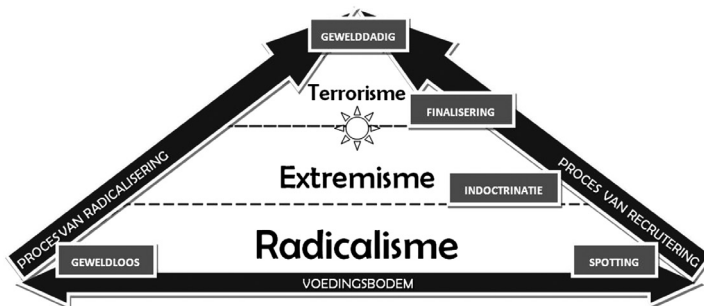 GEWELDDADIG
Terrorisme
FINALISERING
PROCES VAN RADICALISERING
PROCES VAN RECRUTERING
Extremisme
INDOCTRINATIE
Radicalisme
GEWELDLOOS
SPOTTING
VOEDINGSBODEM